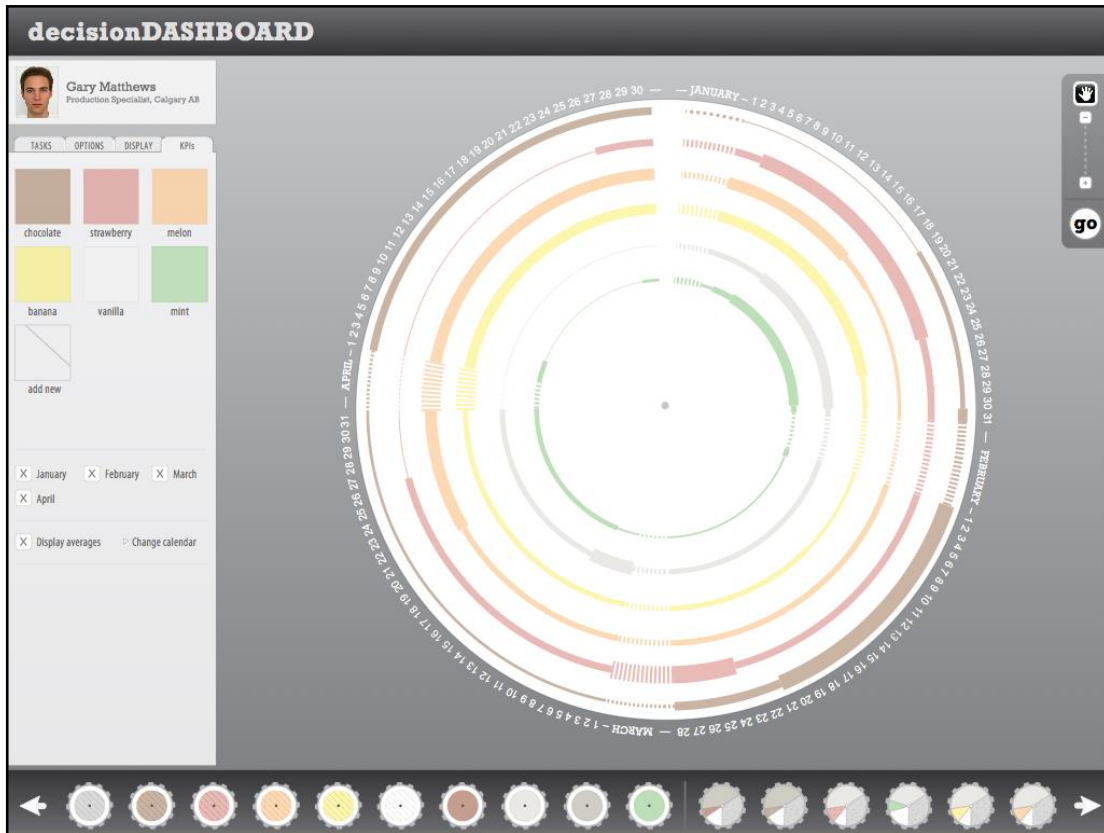 decisionDASHBOARD
Gary Matthews
Production Specialist, Calgary AB
TASKS OPTIONS DISPLAY KPIs
chocolate strawberry melon
banana vanilla mint
add new
X January X February X March
X April
X Display averages Change calendar
— JANUARY – 1 2 3 4 5 6 7 8 9 10 11 12 13 14 15 16 17 18 19 20 21 22 23 24 25 26 27 28 29 30 31
— FEBRUARY – 1 2 3 4 5 6 7 8 9 10 11 12 13 14 15 16 17 18 19 20 21 22 23 24 25 26 27 28
— MARCH – 1 2 3 4 5 6 7 8 9 10 11 12 13 14 15 16 17 18 19 20 21 22 23 24 25 26 27 28 29 30 31
— APRIL – 1 2 3 4 5 6 7 8 9 10 11 12 13 14 15 16 17 18 19 20 21 22 23 24 25 26 27 28 29 30 —
go